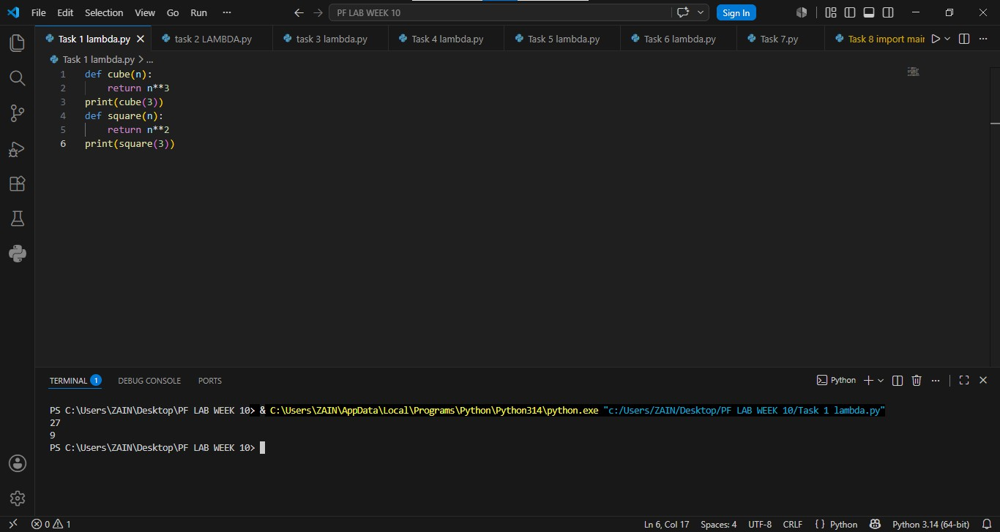 File Edit Selection View Go Run ···
PF LAB WEEK 10
Sign In
Task 1 lambda.py task 2 LAMBDA.py task 3 lambda.py Task 4 lambda.py Task 5 lambda.py Task 6 lambda.py Task 7.py Task 8 import mair
Task 1 lambda.py > ...
1 def cube(n):
2     return n**3
3 print(cube(3))
4 def square(n):
5     return n**2
6 print(square(3))
TERMINAL 1 DEBUG CONSOLE PORTS
Python
PS C:\Users\ZAIN\Desktop\PF LAB WEEK 10> & C:\Users\ZAIN\AppData\Local\Programs\Python\Python314\python.exe "c:/Users/ZAIN/Desktop/PF LAB WEEK 10/Task 1 lambda.py"
27
9
PS C:\Users\ZAIN\Desktop\PF LAB WEEK 10>
0 1 Ln 6, Col 17 Spaces: 4 UTF-8 CRLF { } Python Python 3.14 (64-bit)